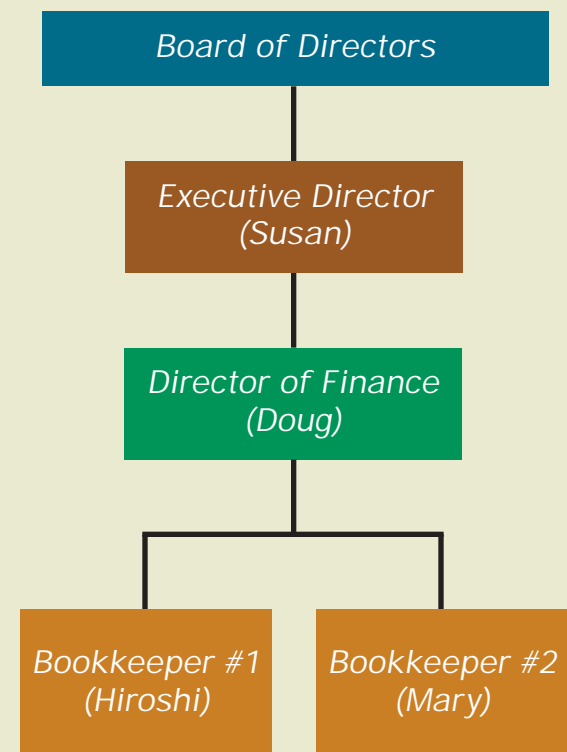 Board of Directors
Executive Director
(Susan)
Director of Finance
(Doug)
Bookkeeper #1
(Hiroshi)
Bookkeeper #2
(Mary)